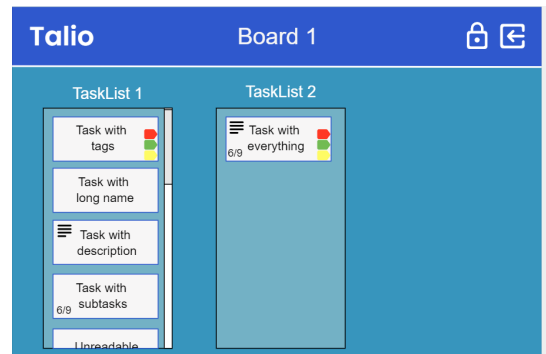 Talio
Board 1
TaskList 1
Task with
tags
Task with
long name
Task with
description
Task with
6/9 subtasks
Unreadable
TaskList 2
Task with
6/9 everything